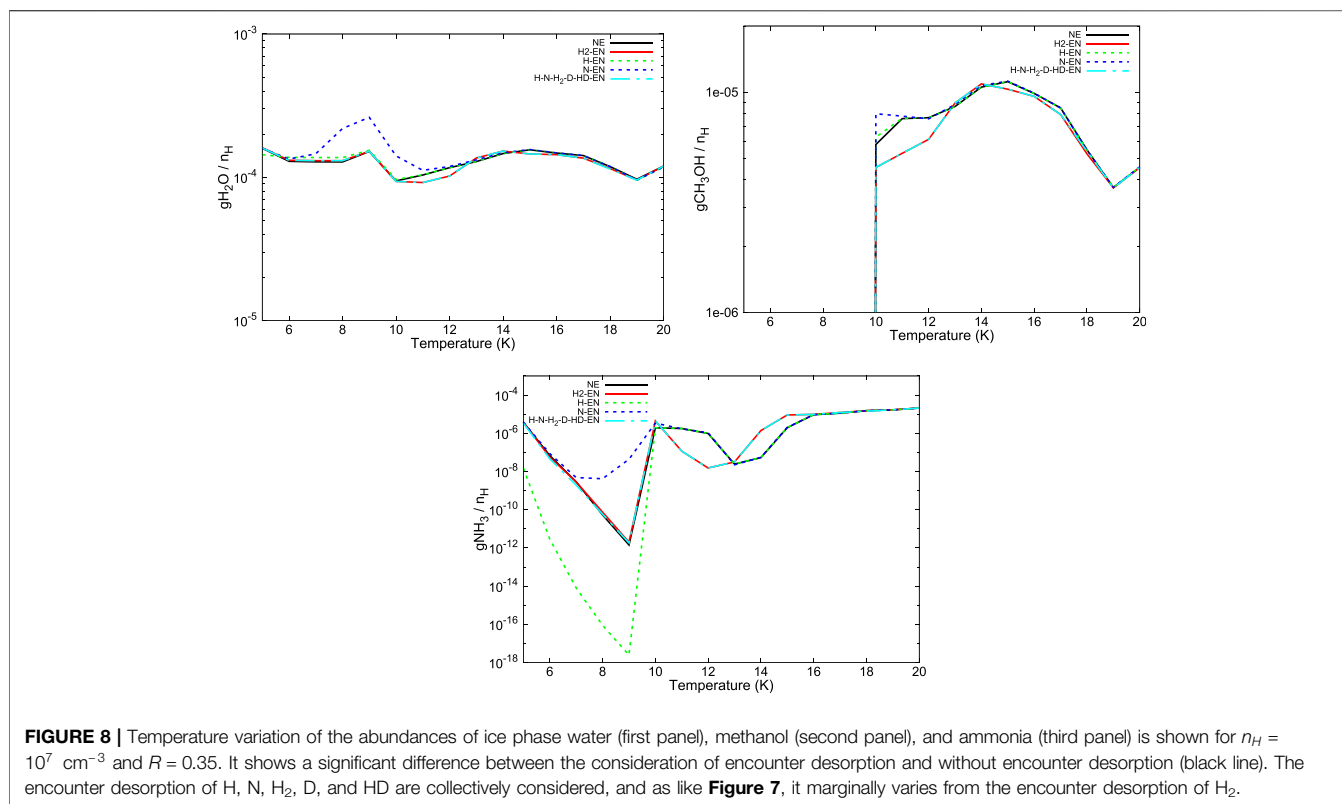 10⁻³
10⁻⁴
10⁻⁵
gH₂O / n_H
NE
H2-EN
H-EN
N-EN
H-N-H₂-D-HD-EN
6 8 10 12 14 16 18 20
Temperature (K)
1e-05
1e-06
gCH₃OH / n_H
NE
H2-EN
H-EN
N-EN
H-N-H₂-D-HD-EN
6 8 10 12 14 16 18 20
Temperature (K)
10⁻⁴
10⁻⁶
10⁻⁸
10⁻¹⁰
10⁻¹²
10⁻¹⁴
10⁻¹⁶
10⁻¹⁸
gNH₃ / n_H
NE
H2-EN
H-EN
N-EN
H-N-H₂-D-HD-EN
6 8 10 12 14 16 18 20
Temperature (K)
FIGURE 8 | Temperature variation of the abundances of ice phase water (first panel), methanol (second panel), and ammonia (third panel) is shown for n_H =
10⁷ cm⁻³ and R = 0.35. It shows a significant difference between the consideration of encounter desorption and without encounter desorption (black line). The
encounter desorption of H, N, H₂, D, and HD are collectively considered, and as like Figure 7, it marginally varies from the encounter desorption of H₂.